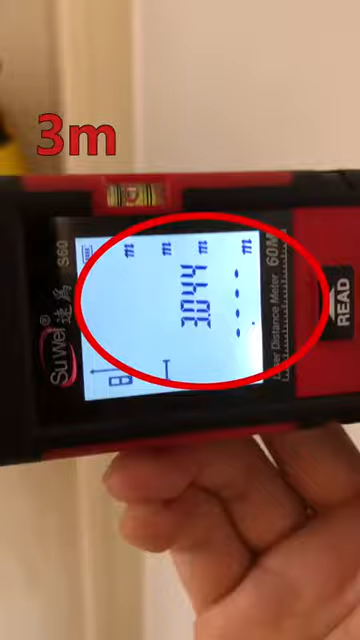 3m
Suwei® 速为
S60
m
m
3.044 m
m
Laser Distance Meter 60M
READ